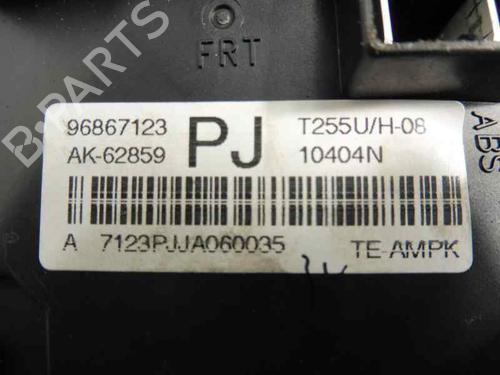 FRT
B-PARTS
96867123 PJ T255U/H-08
AK-62859 10404N
A 7123PJJA060035 TE-AMPK
ABS